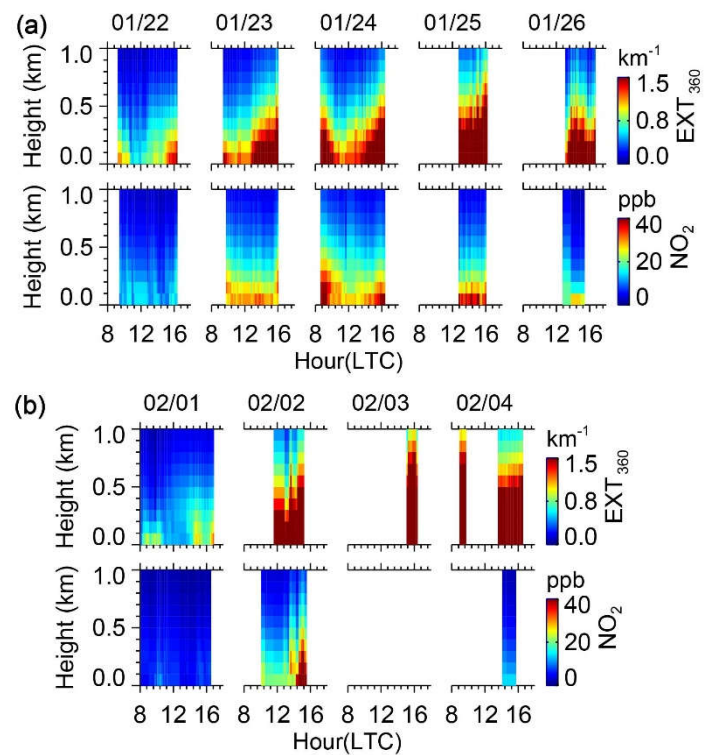 (a) 01/22 01/23 01/24 01/25 01/26
km⁻¹
1.0 1.5
Height (km) 0.5 0.8 EXT₃₆₀
0.0 0.0
ppb
1.0 40
Height (km) 0.5 20 NO₂
0.0 0
8 12 16 8 12 16 8 12 16 8 12 16 8 12 16
Hour(LTC)
(b) 02/01 02/02 02/03 02/04
km⁻¹
1.0 1.5
Height (km) 0.5 0.8 EXT₃₆₀
0.0 0.0
ppb
1.0 40
Height (km) 0.5 20 NO₂
0.0 0
8 12 16 8 12 16 8 12 16 8 12 16
Hour(LTC)